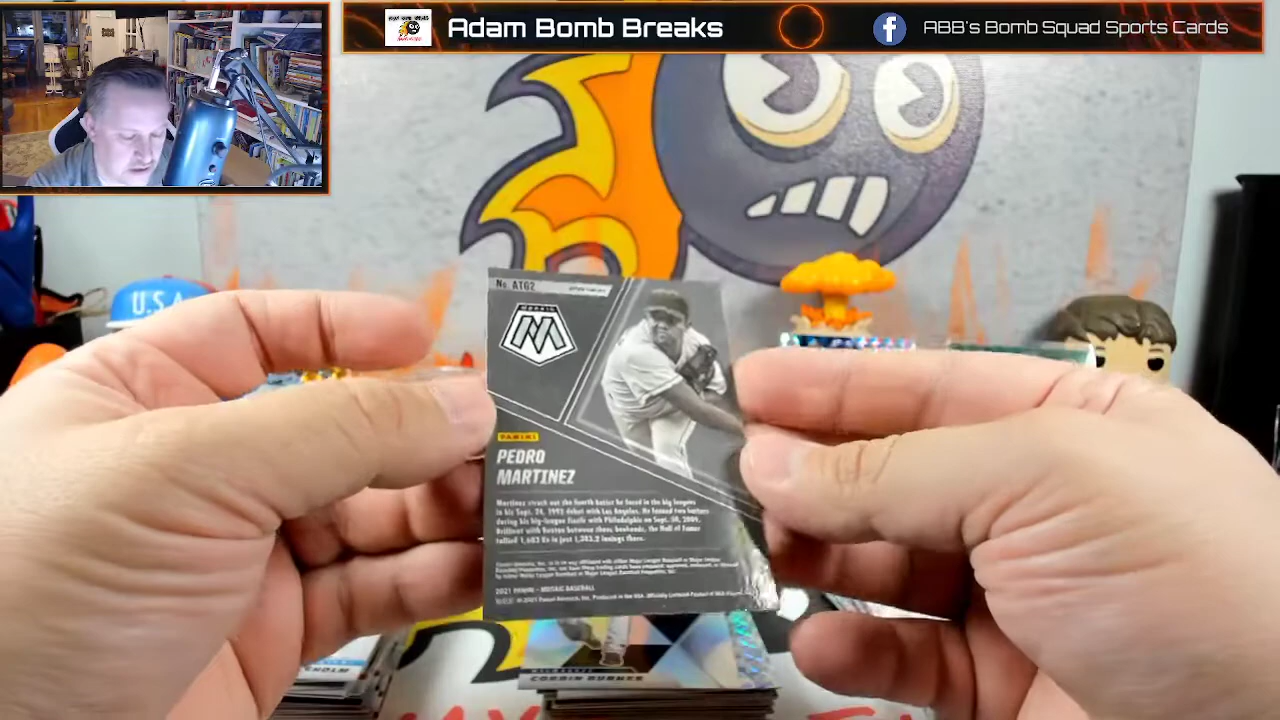 Adam Bomb Breaks
ABB's Bomb Squad Sports Cards
U.S.A
No. ATG2
MOSAIC
PANINI
PEDRO
MARTINEZ
Martinez struck out the fourth batter he faced in the big leagues
in his Sept. 24, 1992 debut with Los Angeles. He fanned two batters
during his big-league finale with Philadelphia on Sept. 30, 2009.
Brilliant with Boston between those bookends, the Hall of Famer
tallied 1,683 Ks in just 1,383.2 innings there.
2021 PANINI - MOSAIC BASEBALL
MILWAUKEE
CORBIN BURNES